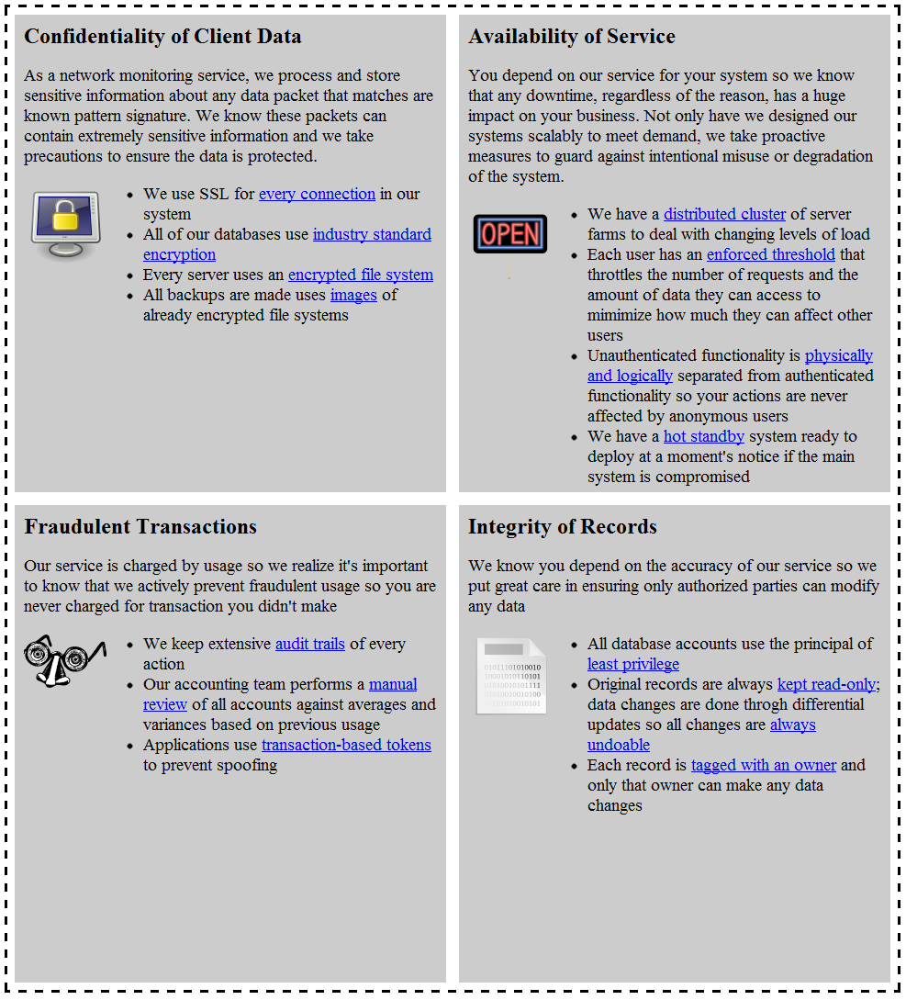 Confidentiality of Client Data
As a network monitoring service, we process and store
sensitive information about any data packet that matches are
known pattern signature. We know these packets can
contain extremely sensitive information and we take
precautions to ensure the data is protected.
We use SSL for every connection in our
system
All of our databases use industry standard
encryption
Every server uses an encrypted file system
All backups are made uses images of
already encrypted file systems
Availability of Service
You depend on our service for your system so we know
that any downtime, regardless of the reason, has a huge
impact on your business. Not only have we designed our
systems scalably to meet demand, we take proactive
measures to guard against intentional misuse or degradation
of the system.
OPEN
We have a distributed cluster of server
farms to deal with changing levels of load
Each user has an enforced threshold that
throttles the number of requests and the
amount of data they can access to
mimimize how much they can affect other
users
Unauthenticated functionality is physically
and logically separated from authenticated
functionality so your actions are never
affected by anonymous users
We have a hot standby system ready to
deploy at a moment's notice if the main
system is compromised
Fraudulent Transactions
Our service is charged by usage so we realize it's important
to know that we actively prevent fraudulent usage so you are
never charged for transaction you didn't make
We keep extensive audit trails of every
action
Our accounting team performs a manual
review of all accounts against averages and
variances based on previous usage
Applications use transaction-based tokens
to prevent spoofing
Integrity of Records
We know you depend on the accuracy of our service so we
put great care in ensuring only authorized parties can modify
any data
01011101010010
10001010110101
01010010101111
01010010010100
01011010010101
All database accounts use the principal of
least privilege
Original records are always kept read-only;
data changes are done throgh differential
updates so all changes are always
undoable
Each record is tagged with an owner and
only that owner can make any data
changes